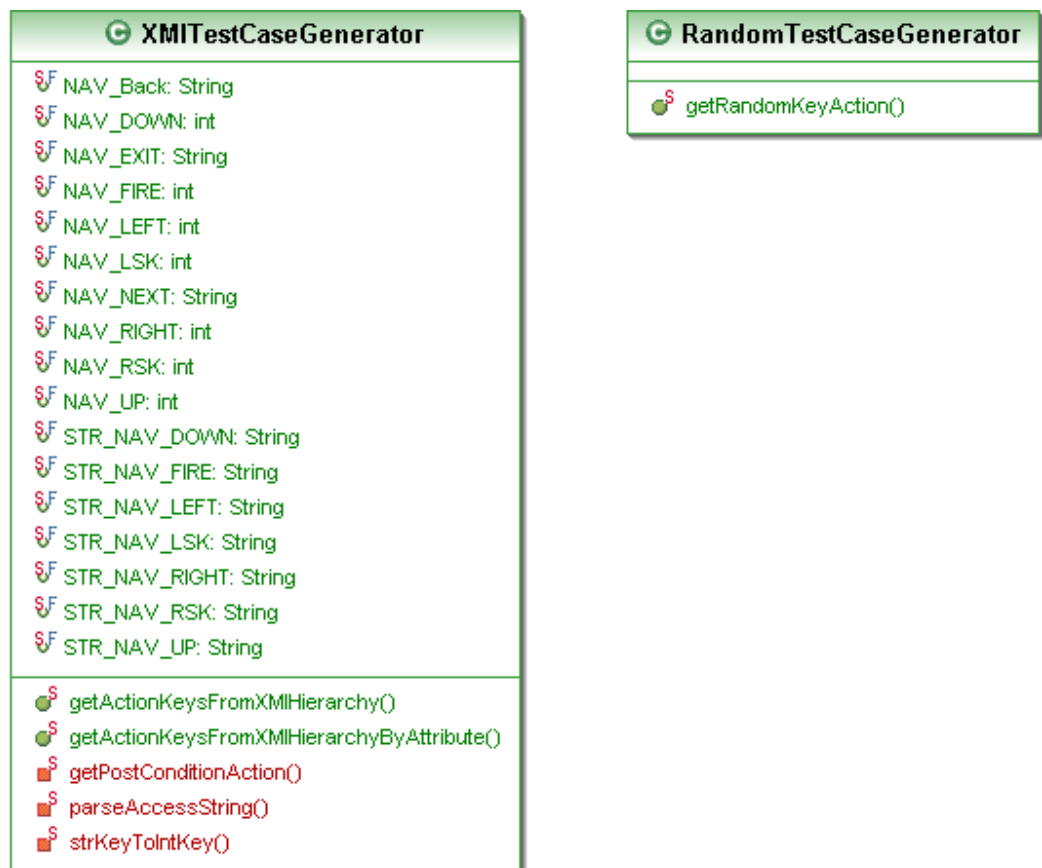 XMITestCaseGenerator
NAV_Back: String
NAV_DOWN: int
NAV_EXIT: String
NAV_FIRE: int
NAV_LEFT: int
NAV_LSK: int
NAV_NEXT: String
NAV_RIGHT: int
NAV_RSK: int
NAV_UP: int
STR_NAV_DOWN: String
STR_NAV_FIRE: String
STR_NAV_LEFT: String
STR_NAV_LSK: String
STR_NAV_RIGHT: String
STR_NAV_RSK: String
STR_NAV_UP: String
getActionKeysFromXMIHierarchy()
getActionKeysFromXMIHierarchyByAttribute()
getPostConditionAction()
parseAccessString()
strKeyToIntKey()
RandomTestCaseGenerator
getRandomKeyAction()